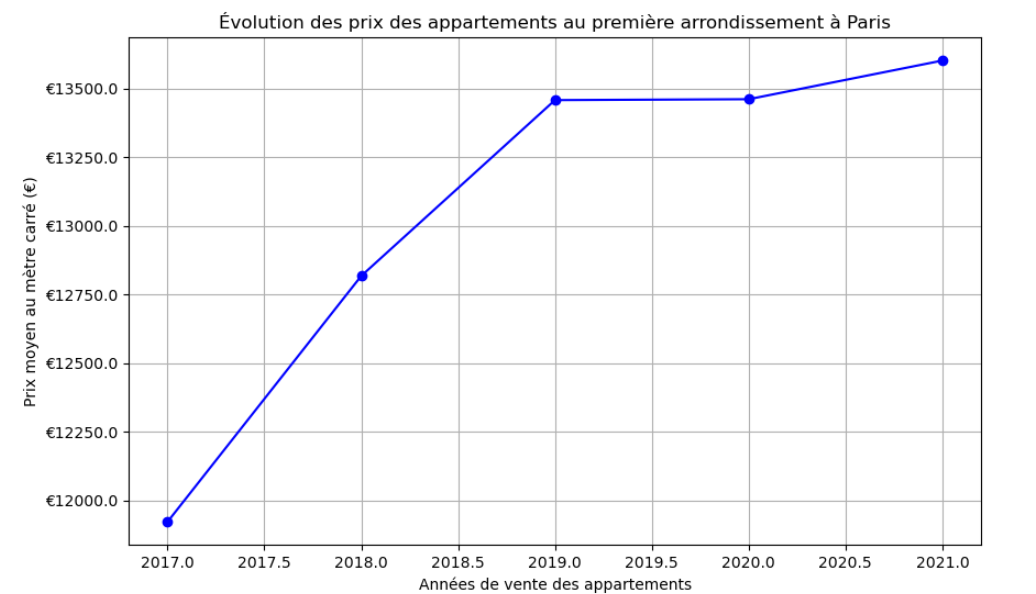 Évolution des prix des appartements au première arrondissement à Paris
€13500.0
€13250.0
€13000.0
€12750.0
€12500.0
€12250.0
€12000.0
Prix moyen au mètre carré (€)
2017.0 2017.5 2018.0 2018.5 2019.0 2019.5 2020.0 2020.5 2021.0
Années de vente des appartements